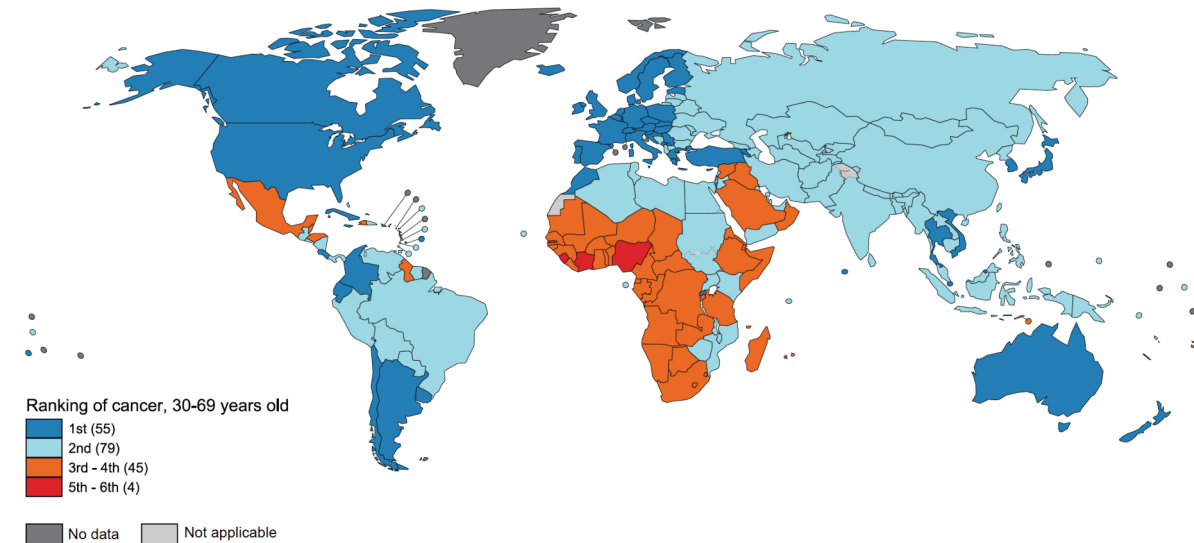 Ranking of cancer, 30-69 years old
1st (55)
2nd (79)
3rd - 4th (45)
5th - 6th (4)
No data
Not applicable